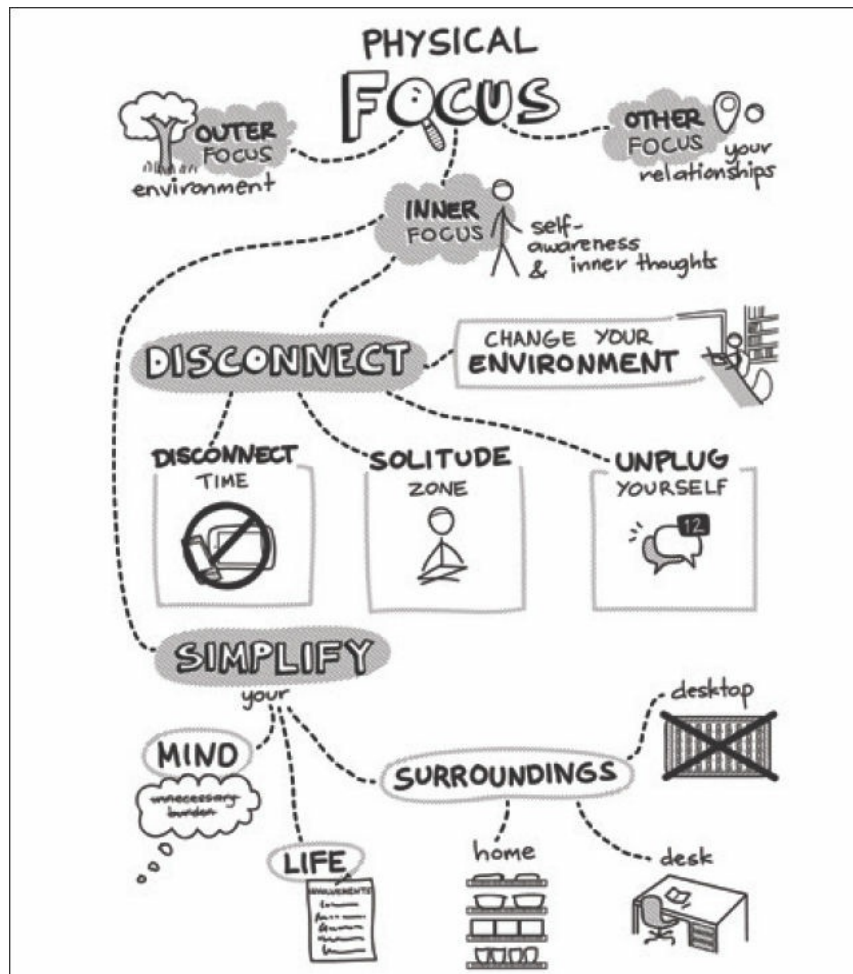 PHYSICAL
FOCUS
OUTER
FOCUS
environment
OTHER
FOCUS
your
relationships
INNER
FOCUS
self-
awareness
& inner thoughts
DISCONNECT
CHANGE YOUR
ENVIRONMENT
DISCONNECT
TIME
SOLITUDE
ZONE
UNPLUG
YOURSELF
12
SIMPLIFY
your
MIND
unnecessary
burden
LIFE
INVOLVEMENTS
SURROUNDINGS
desktop
home
desk